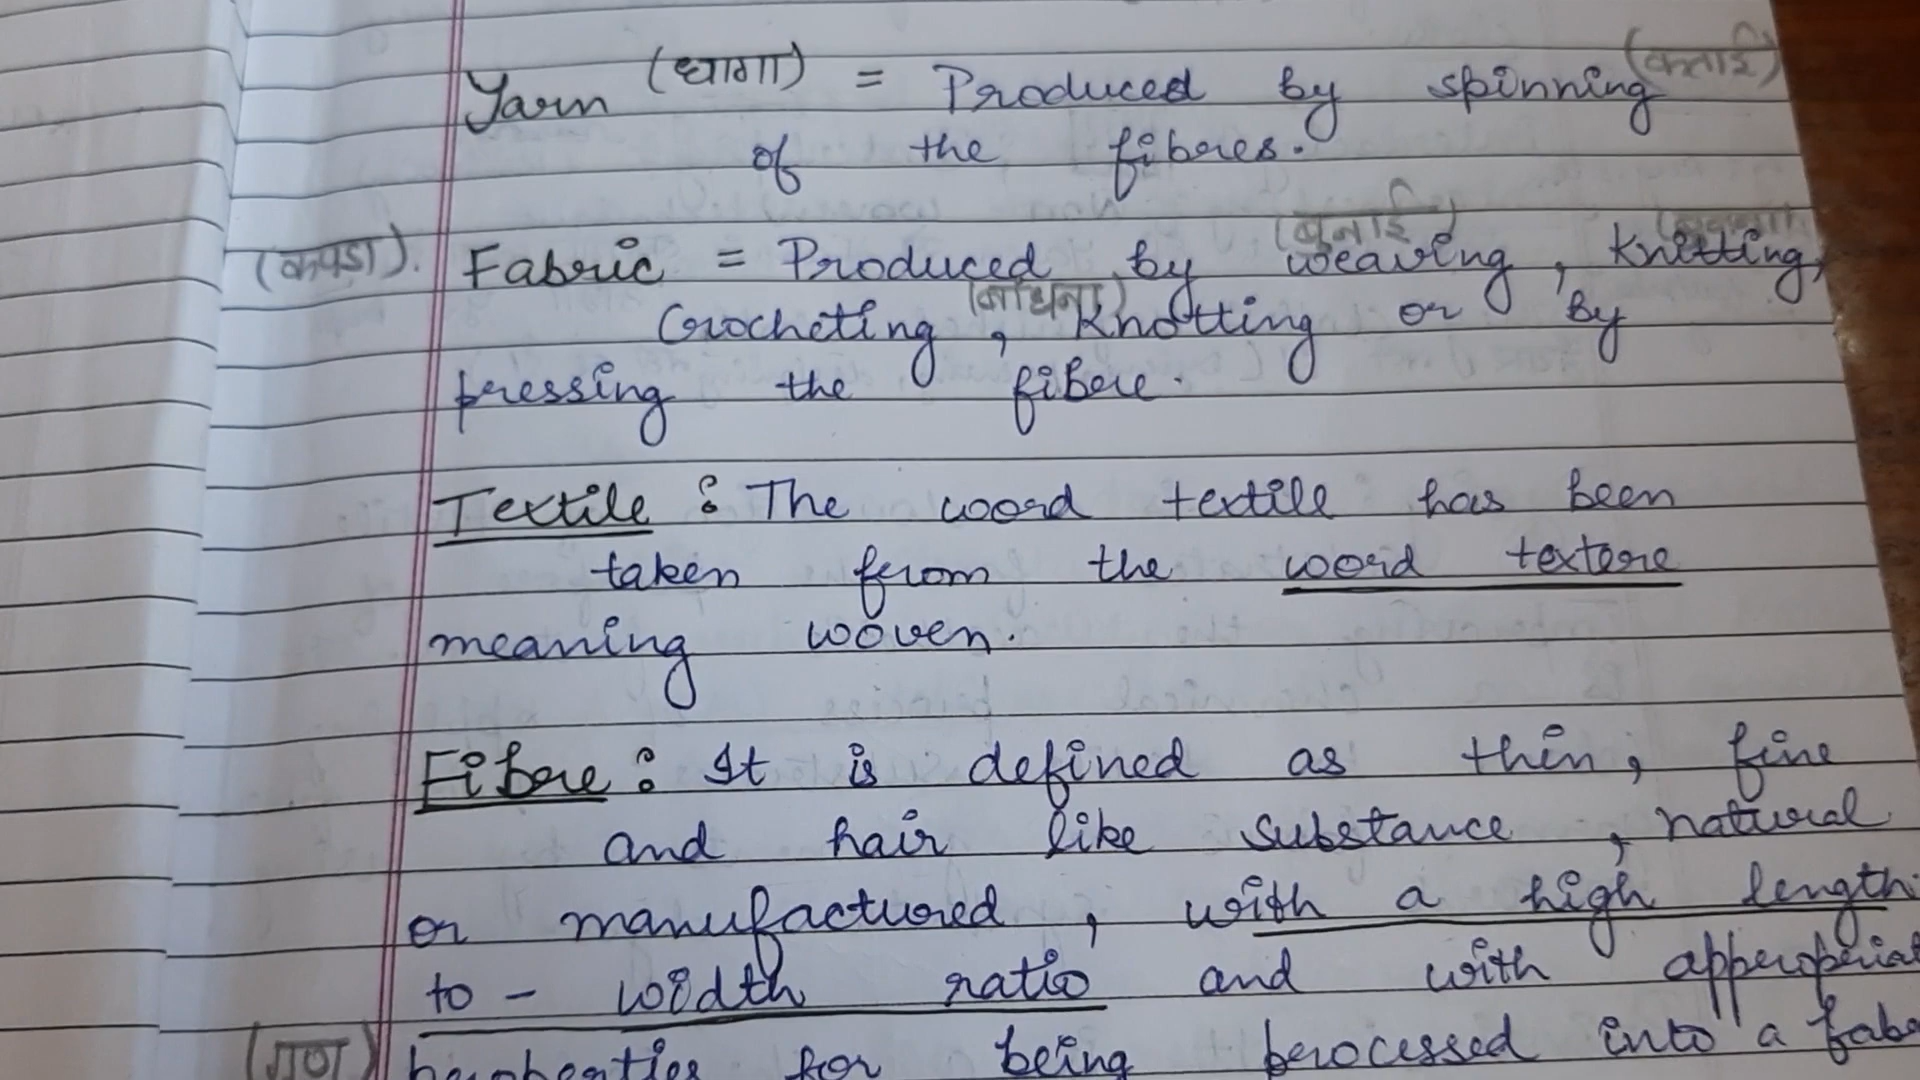 Yarn (धागा) = Produced by spinning (कताई)
of the fibres.
(कपडा). Fabric = Produced by weaving (बुनाई), Knitting,
Crocheting, (बांधना) Knotting or by
pressing the fibre.
Textile : The word textile has been
taken from the word textere
meaning woven.
Fibre : It is defined as thin, fine
and hair like substance, natural
or manufactured, with a high length
to - width ratio and with
(गुण) properties for being processed into a